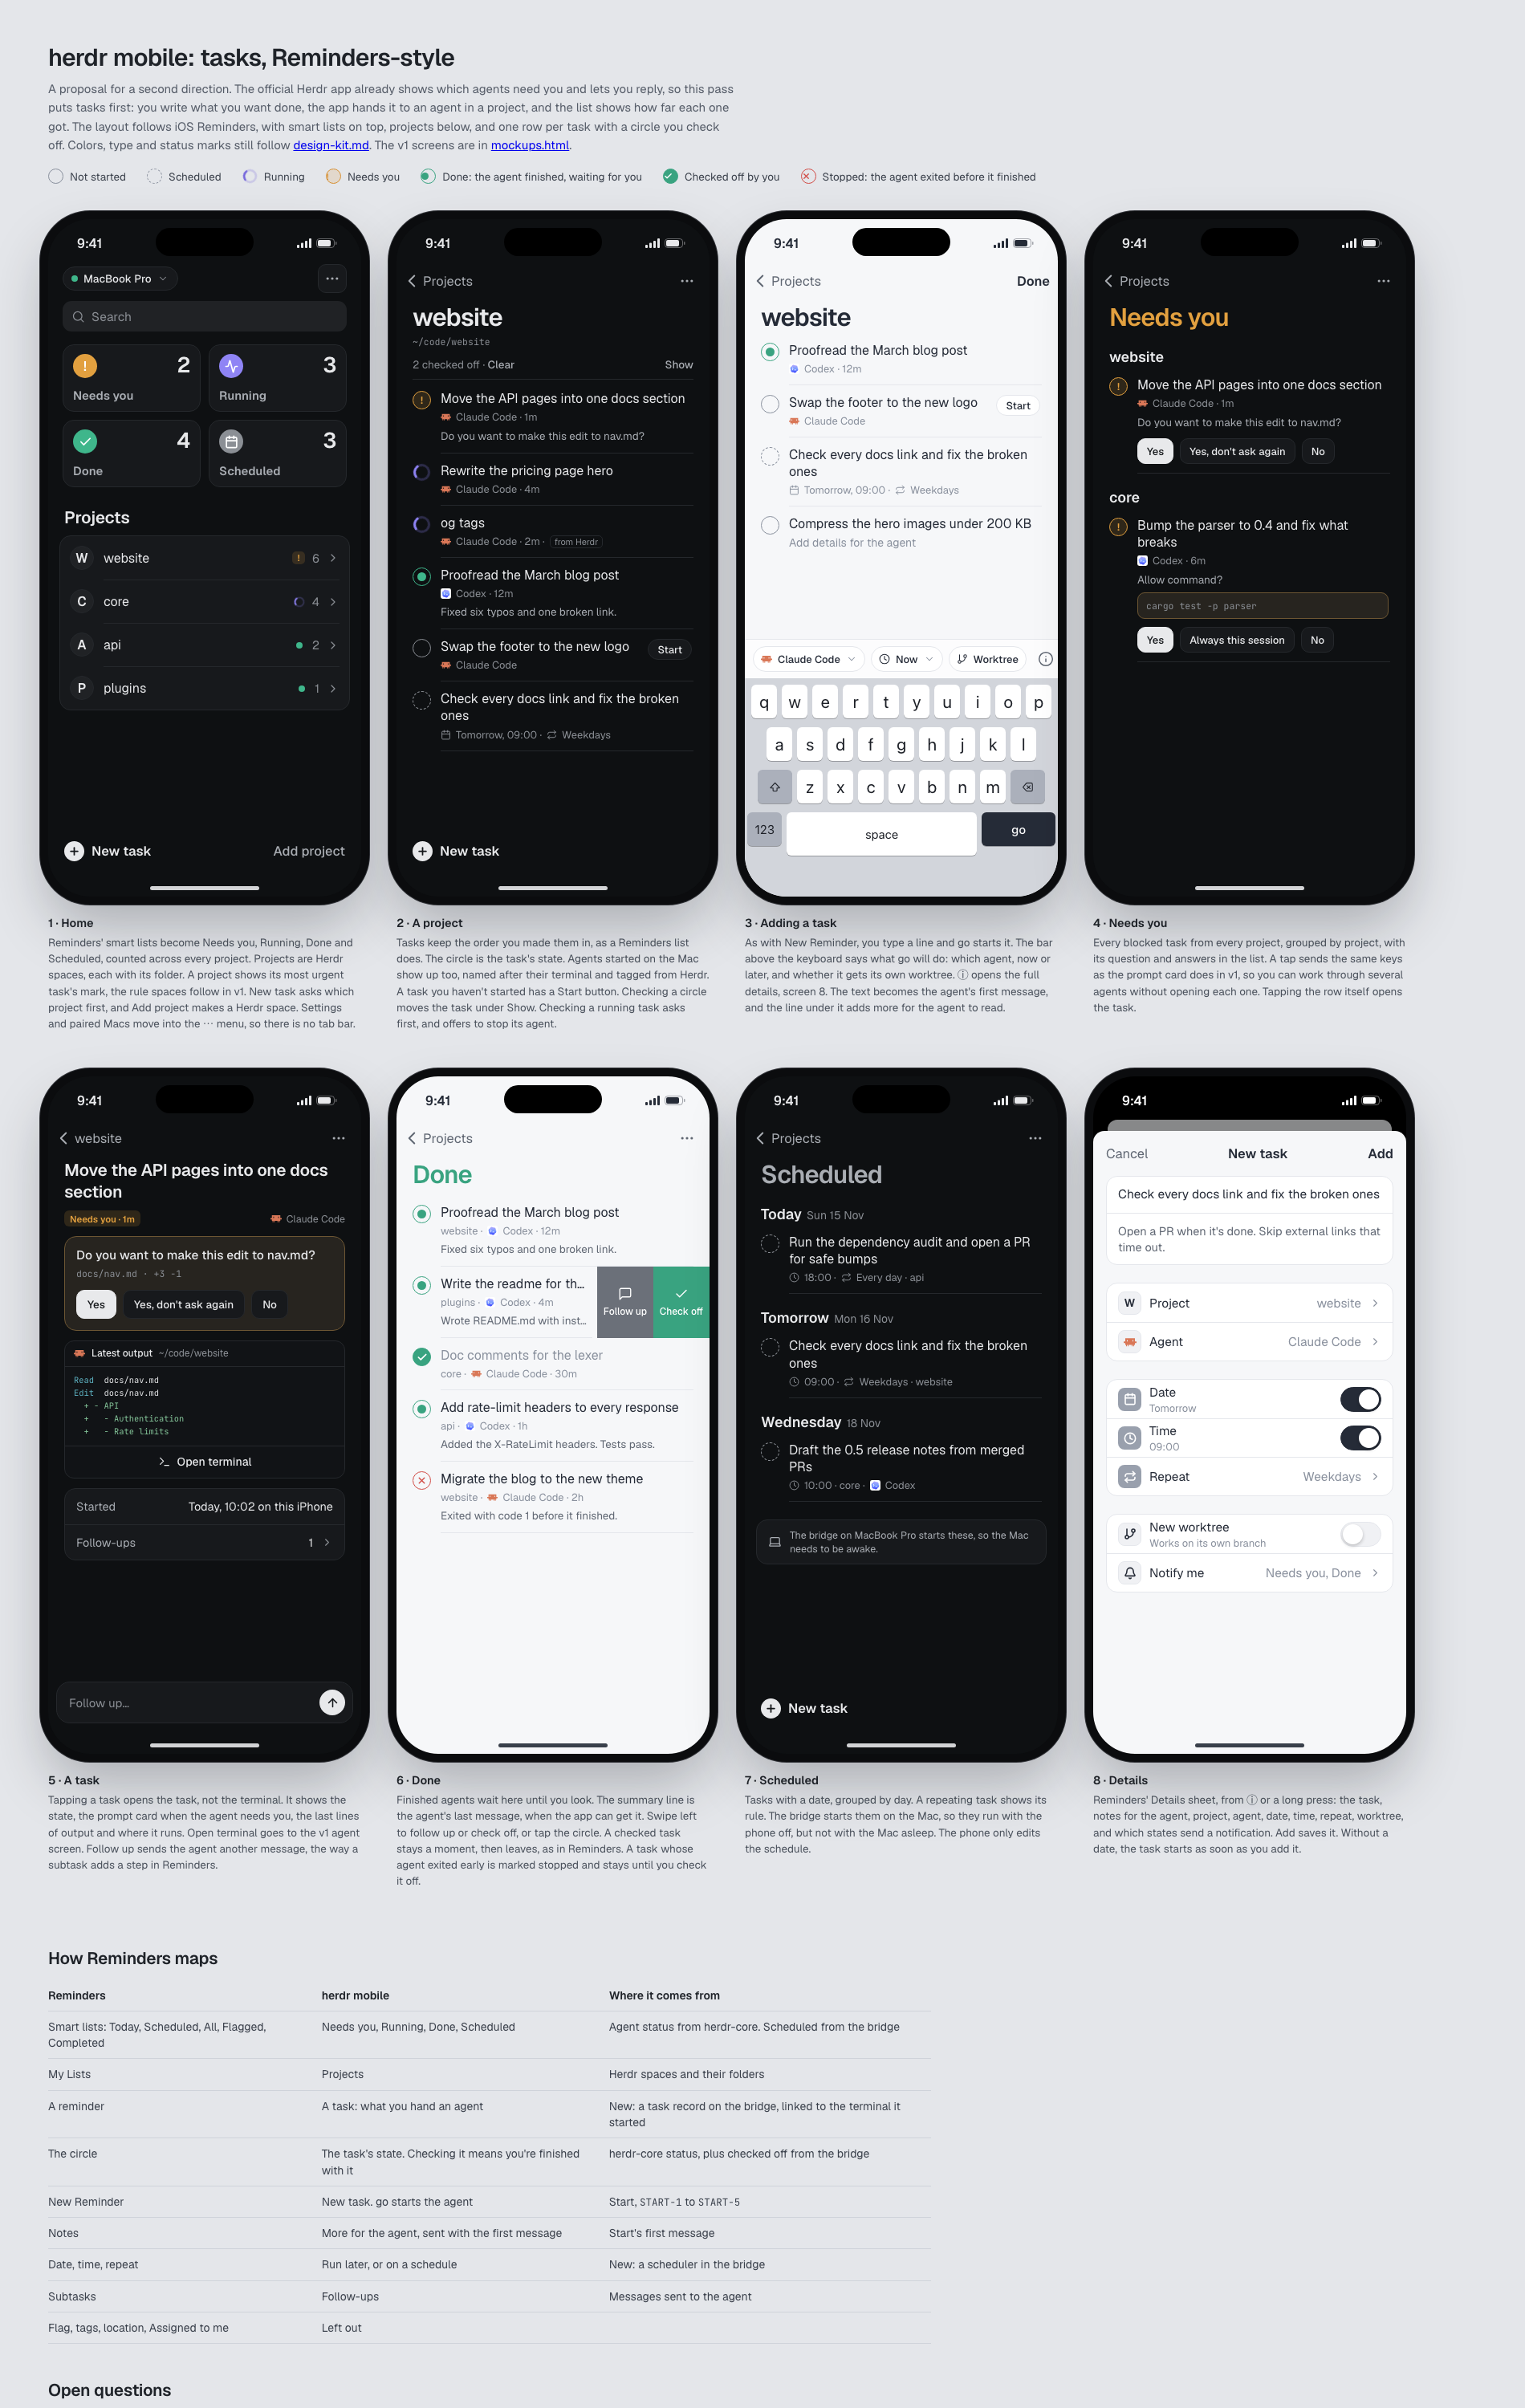 herdr mobile: tasks, Reminders-style
A proposal for a second direction. The official Herdr app already shows which agents need you and lets you reply, so this pass
puts tasks first: you write what you want done, the app hands it to an agent in a project, and the list shows how far each one
got. The layout follows iOS Reminders, with smart lists on top, projects below, and one row per task with a circle you check
off. Colors, type and status marks still follow design-kit.md. The v1 screens are in mockups.html.
Not started
Scheduled
Running
Needs you
Done: the agent finished, waiting for you
Checked off by you
Stopped: the agent exited before it finished
9:41
MacBook Pro
Search
2
Needs you
3
Running
4
Done
3
Scheduled
Projects
W website ! 6
C core 4
A api 2
P plugins 1
New task
Add project
9:41
Projects
website
~/code/website
2 checked off · Clear
Show
Move the API pages into one docs section
Claude Code · 1m
Do you want to make this edit to nav.md?
Rewrite the pricing page hero
Claude Code · 4m
og tags
Claude Code · 2m · from Herdr
Proofread the March blog post
Codex · 12m
Fixed six typos and one broken link.
Swap the footer to the new logo
Start
Claude Code
Check every docs link and fix the broken
ones
Tomorrow, 09:00 · Weekdays
New task
9:41
Projects
Done
website
Proofread the March blog post
Codex · 12m
Swap the footer to the new logo
Start
Claude Code
Check every docs link and fix the broken
ones
Tomorrow, 09:00 · Weekdays
Compress the hero images under 200 KB
Add details for the agent
Claude Code
Now
Worktree
q w e r t y u i o p
a s d f g h j k l
z x c v b n m
123
space
go
9:41
Projects
Needs you
website
Move the API pages into one docs section
Claude Code · 1m
Do you want to make this edit to nav.md?
Yes
Yes, don't ask again
No
core
Bump the parser to 0.4 and fix what
breaks
Codex · 6m
Allow command?
cargo test -p parser
Yes
Always this session
No
1 · Home
Reminders' smart lists become Needs you, Running, Done and
Scheduled, counted across every project. Projects are Herdr
spaces, each with its folder. A project shows its most urgent
task's mark, the rule spaces follow in v1. New task asks which
project first, and Add project makes a Herdr space. Settings
and paired Macs move into the ··· menu, so there is no tab bar.
2 · A project
Tasks keep the order you made them in, as a Reminders list
does. The circle is the task's state. Agents started on the Mac
show up too, named after their terminal and tagged from Herdr.
A task you haven't started has a Start button. Checking a circle
moves the task under Show. Checking a running task asks
first, and offers to stop its agent.
3 · Adding a task
As with New Reminder, you type a line and go starts it. The bar
above the keyboard says what go will do: which agent, now or
later, and whether it gets its own worktree. ⓘ opens the full
details, screen 8. The text becomes the agent's first message,
and the line under it adds more for the agent to read.
4 · Needs you
Every blocked task from every project, grouped by project, with
its question and answers in the list. A tap sends the same keys
as the prompt card does in v1, so you can work through several
agents without opening each one. Tapping the row itself opens
the task.
9:41
website
Move the API pages into one docs
section
Needs you · 1m
Claude Code
Do you want to make this edit to nav.md?
docs/nav.md · +3 -1
Yes
Yes, don't ask again
No
Latest output ~/code/website
Read docs/nav.md
Edit docs/nav.md
+ - API
+ - Authentication
+ - Rate limits
Open terminal
Started
Today, 10:02 on this iPhone
Follow-ups
1
Follow up…
9:41
Projects
Done
Proofread the March blog post
website · Codex · 12m
Fixed six typos and one broken link.
Write the readme for th…
plugins · Codex · 4m
Wrote README.md with inst…
Follow up
Check off
Doc comments for the lexer
core · Claude Code · 30m
Add rate-limit headers to every response
api · Codex · 1h
Added the X-RateLimit headers. Tests pass.
Migrate the blog to the new theme
website · Claude Code · 2h
Exited with code 1 before it finished.
9:41
Projects
Scheduled
Today Sun 15 Nov
Run the dependency audit and open a PR
for safe bumps
18:00 · Every day · api
Tomorrow Mon 16 Nov
Check every docs link and fix the broken
ones
09:00 · Weekdays · website
Wednesday 18 Nov
Draft the 0.5 release notes from merged
PRs
10:00 · core · Codex
The bridge on MacBook Pro starts these, so the Mac
needs to be awake.
New task
9:41
Cancel
New task
Add
Check every docs link and fix the broken ones
Open a PR when it's done. Skip external links that
time out.
W Project
website
Agent
Claude Code
Date
Tomorrow
Time
09:00
Repeat
Weekdays
New worktree
Works on its own branch
Notify me
Needs you, Done
5 · A task
Tapping a task opens the task, not the terminal. It shows the
state, the prompt card when the agent needs you, the last lines
of output and where it runs. Open terminal goes to the v1 agent
screen. Follow up sends the agent another message, the way a
subtask adds a step in Reminders.
6 · Done
Finished agents wait here until you look. The summary line is
the agent's last message, when the app can get it. Swipe left
to follow up or check off, or tap the circle. A checked task
stays a moment, then leaves, as in Reminders. A task whose
agent exited early is marked stopped and stays until you check
it off.
7 · Scheduled
Tasks with a date, grouped by day. A repeating task shows its
rule. The bridge starts them on the Mac, so they run with the
phone off, but not with the Mac asleep. The phone only edits
the schedule.
8 · Details
Reminders' Details sheet, from ⓘ or a long press: the task,
notes for the agent, project, agent, date, time, repeat, worktree,
and which states send a notification. Add saves it. Without a
date, the task starts as soon as you add it.
How Reminders maps
Reminders
herdr mobile
Where it comes from
Smart lists: Today, Scheduled, All, Flagged,
Completed
Needs you, Running, Done, Scheduled
Agent status from herdr-core. Scheduled from the bridge
My Lists
Projects
Herdr spaces and their folders
A reminder
A task: what you hand an agent
New: a task record on the bridge, linked to the terminal it
started
The circle
The task's state. Checking it means you're finished
with it
herdr-core status, plus checked off from the bridge
New Reminder
New task. go starts the agent
Start, START-1 to START-5
Notes
More for the agent, sent with the first message
Start's first message
Date, time, repeat
Run later, or on a schedule
New: a scheduler in the bridge
Subtasks
Follow-ups
Messages sent to the agent
Flag, tags, location, Assigned to me
Left out
Open questions